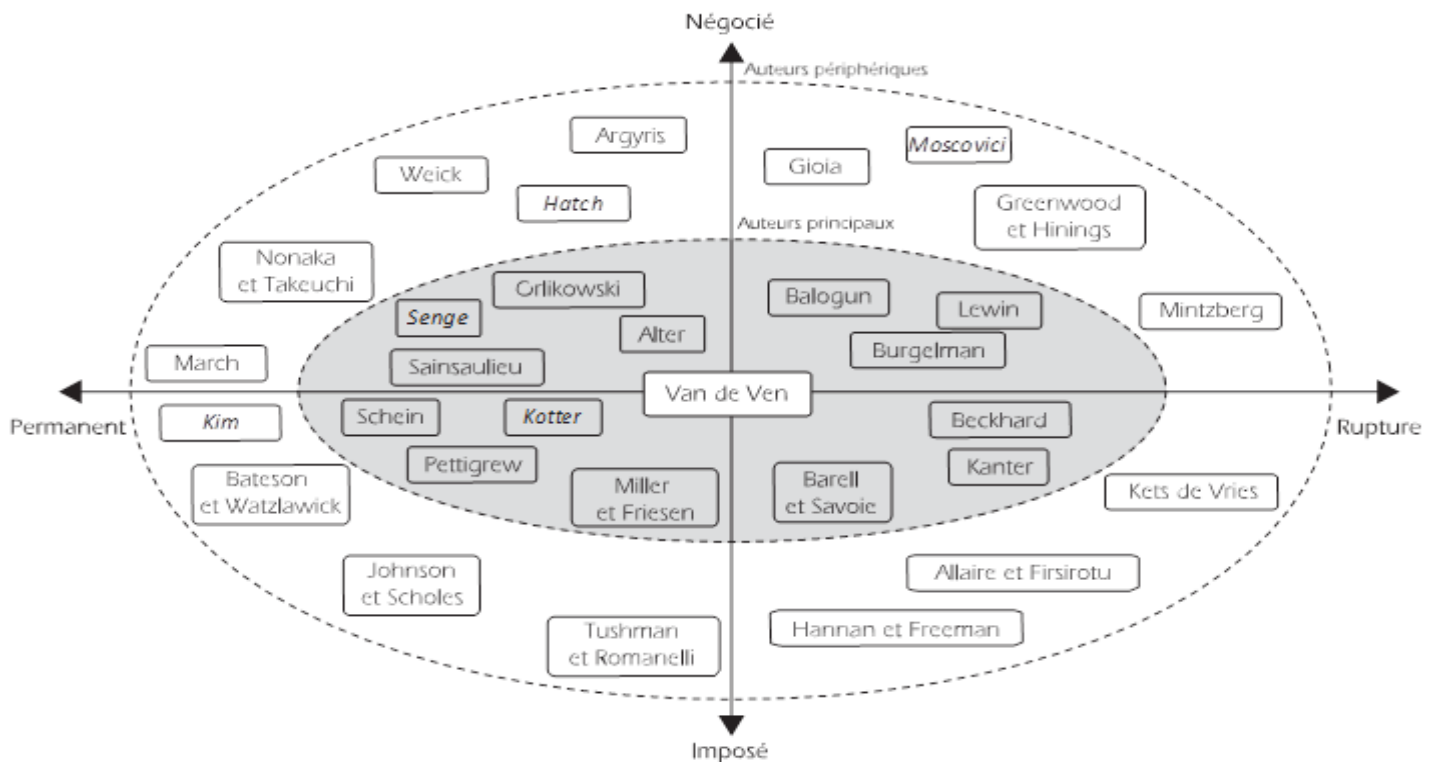 Négocié
Auteurs périphériques
Argyris
Moscovici
Gioia
Weick
Hatch
Greenwood
et Hinings
Auteurs principaux
Nonaka
et Takeuchi
Orlikowski
Balogun
Lewin
Mintzberg
Senge
Alter
Burgelman
March
Sainsaulieu
Van de Ven
Permanent
Kim
Schein
Kotter
Beckhard
Rupture
Pettigrew
Kanter
Bateson
et Watzlawick
Miller
et Friesen
Barell
et Savoie
Kets de Vries
Johnson
et Scholes
Allaire et Firsirotu
Tushman
et Romanelli
Hannan et Freeman
Imposé